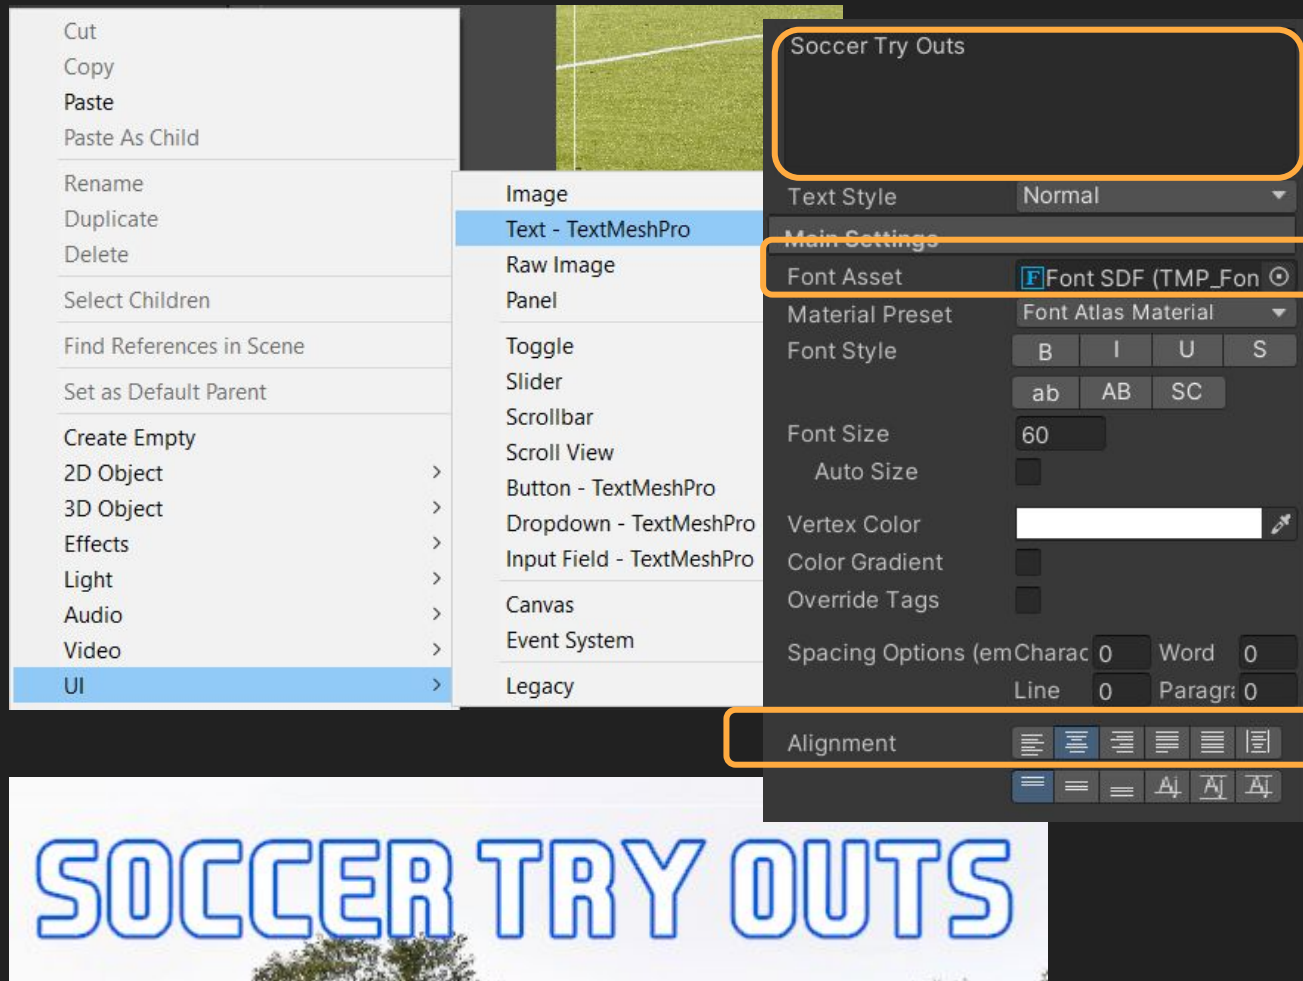 Cut
Copy
Paste
Paste As Child
Rename
Duplicate
Delete
Select Children
Find References in Scene
Set as Default Parent
Create Empty
2D Object
3D Object
Effects
Light
Audio
Video
UI
Image
Text - TextMeshPro
Raw Image
Panel
Toggle
Slider
Scrollbar
Scroll View
Button - TextMeshPro
Dropdown - TextMeshPro
Input Field - TextMeshPro
Canvas
Event System
Legacy
Soccer Try Outs
Text Style Normal
Main Settings
Font Asset F Font SDF (TMP_Fon
Material Preset Font Atlas Material
Font Style B I U S
ab AB SC
Font Size 60
Auto Size
Vertex Color
Color Gradient
Override Tags
Spacing Options (em Charac 0 Word 0
Line 0 Paragra 0
Alignment
SOCCER TRY OUTS